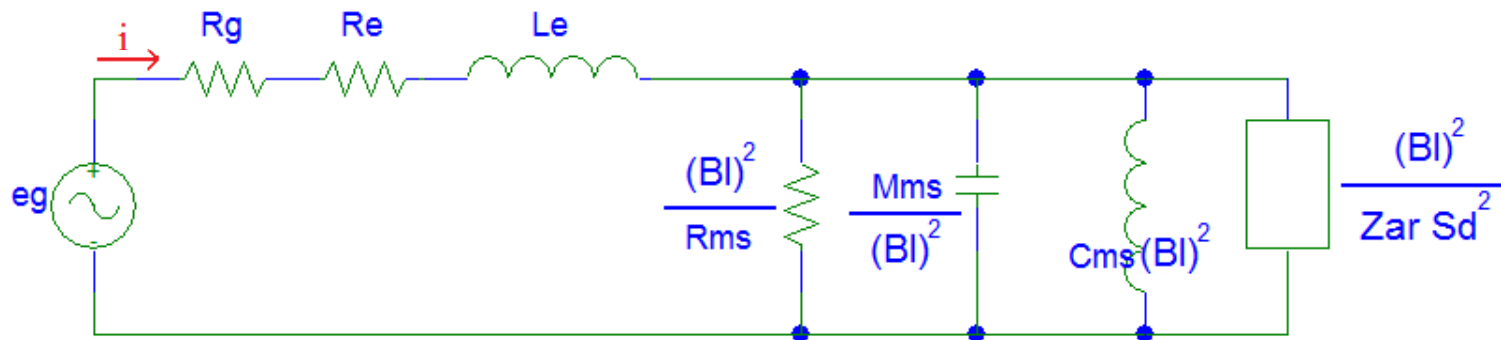 i
Rg
Re
Le
eg
+
-
(Bl)²
Rms
Mms
(Bl)²
Cms(Bl)²
(Bl)²
Zar Sd²